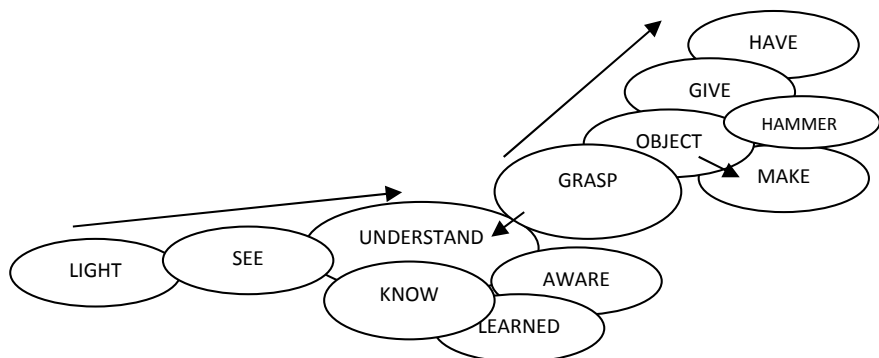 HAVE
GIVE
HAMMER
OBJECT
MAKE
GRASP
UNDERSTAND
SEE
LIGHT
AWARE
KNOW
LEARNED